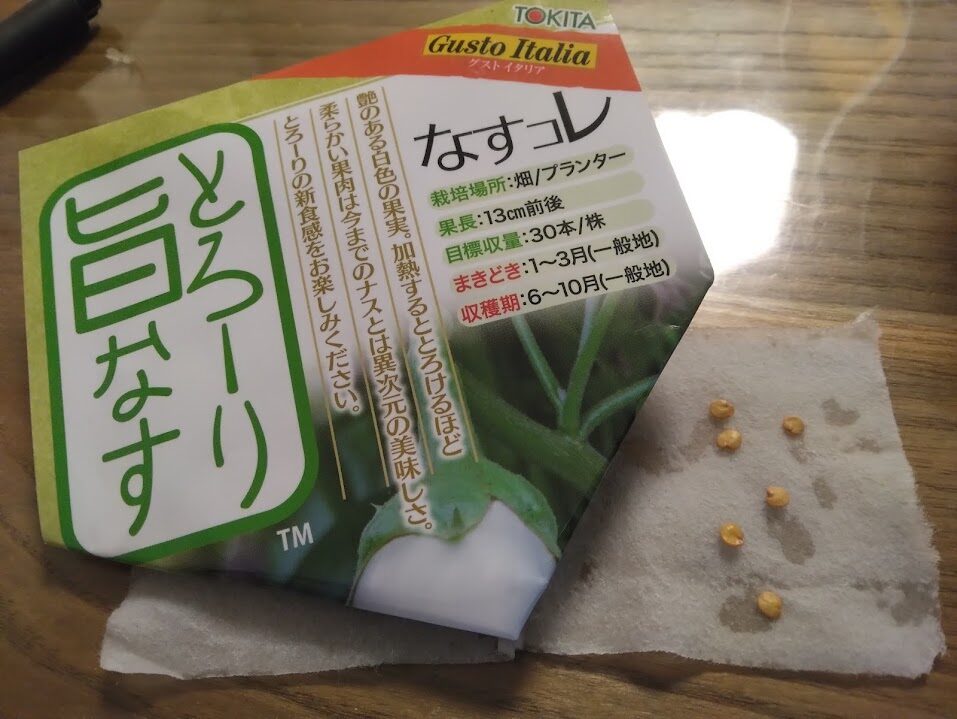 TOKITA
Gusto Italia
グストイタリア
なすコレ
栽培場所:畑/プランター
果長:13cm前後
目標収量:30本/株
まきどき:1〜3月(一般地)
収穫期:6〜10月(一般地)
艶のある白色の果実。加熱するととろけるほど
柔らかい果肉は今までのナスとは異次元の美味しさ。
とろーりの新食感をお楽しみください。
とろーり
旨なす
TM